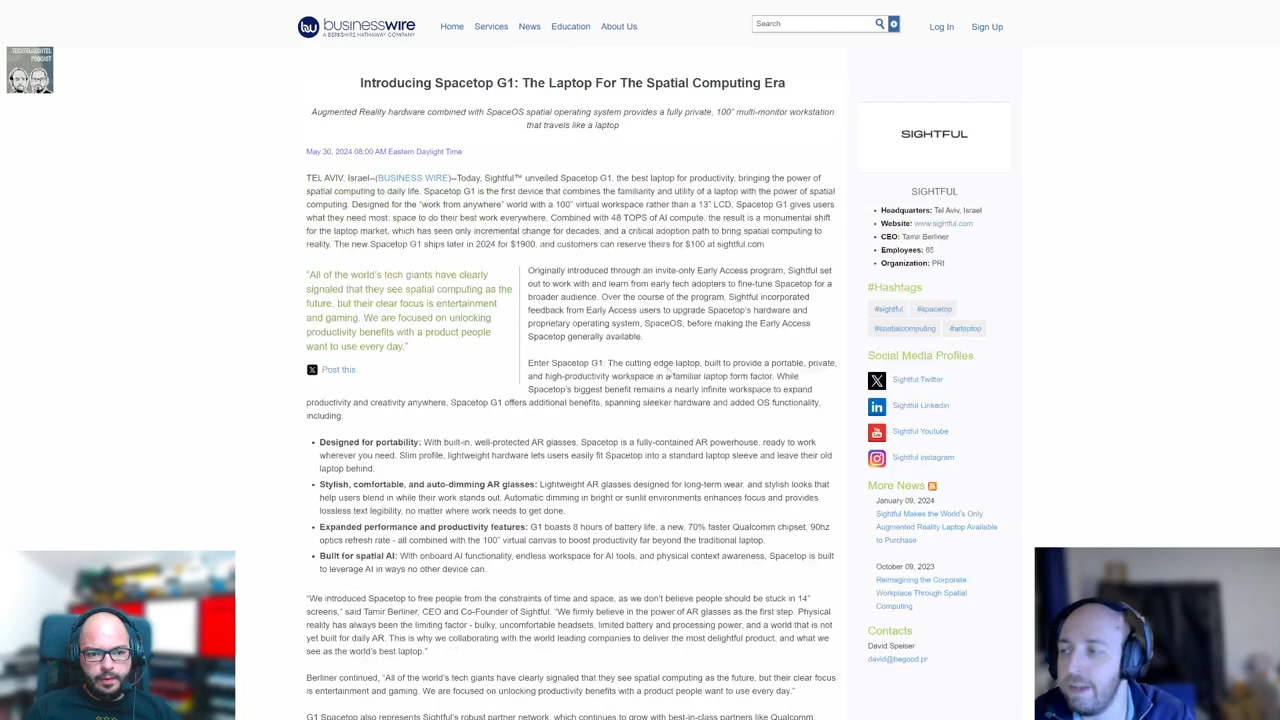 businesswire
A BERKSHIRE HATHAWAY COMPANY
Home Services News Education About Us
Search
Log In Sign Up
TECHMUSCHTEL
PODCAST
Introducing Spacetop G1: The Laptop For The Spatial Computing Era
Augmented Reality hardware combined with SpaceOS spatial operating system provides a fully private, 100" multi-monitor workstation
that travels like a laptop
May 30, 2024 08:00 AM Eastern Daylight Time
TEL AVIV, Israel--(BUSINESS WIRE)--Today, Sightful™ unveiled Spacetop G1, the best laptop for productivity, bringing the power of
spatial computing to daily life. Spacetop G1 is the first device that combines the familiarity and utility of a laptop with the power of spatial
computing. Designed for the "work from anywhere" world with a 100" virtual workspace rather than a 13" LCD, Spacetop G1 gives users
what they need most: space to do their best work everywhere. Combined with 48 TOPS of AI compute, the result is a monumental shift
for the laptop market, which has seen only incremental change for decades, and a critical adoption path to bring spatial computing to
reality. The new Spacetop G1 ships later in 2024 for $1900, and customers can reserve theirs for $100 at sightful.com
"All of the world's tech giants have clearly
signaled that they see spatial computing as the
future, but their clear focus is entertainment
and gaming. We are focused on unlocking
productivity benefits with a product people
want to use every day."
Post this
Originally introduced through an invite-only Early Access program, Sightful set
out to work with and learn from early tech adopters to fine-tune Spacetop for a
broader audience. Over the course of the program, Sightful incorporated
feedback from Early Access users to upgrade Spacetop's hardware and
proprietary operating system, SpaceOS, before making the Early Access
Spacetop generally available.
Enter Spacetop G1: The cutting edge laptop, built to provide a portable, private,
and high-productivity workspace in a familiar laptop form factor. While
Spacetop's biggest benefit remains a nearly infinite workspace to expand
productivity and creativity anywhere, Spacetop G1 offers additional benefits, spanning sleeker hardware and added OS functionality,
including:
• Designed for portability: With built-in, well-protected AR glasses, Spacetop is a fully-contained AR powerhouse, ready to work
wherever you need. Slim profile, lightweight hardware lets users easily fit Spacetop into a standard laptop sleeve and leave their old
laptop behind.
• Stylish, comfortable, and auto-dimming AR glasses: Lightweight AR glasses designed for long-term wear, and stylish looks that
help users blend in while their work stands out. Automatic dimming in bright or sunlit environments enhances focus and provides
lossless text legibility, no matter where work needs to get done.
• Expanded performance and productivity features: G1 boasts 8 hours of battery life, a new, 70% faster Qualcomm chipset, 90hz
optics refresh rate - all combined with the 100" virtual canvas to boost productivity far beyond the traditional laptop.
• Built for spatial AI: With onboard AI functionality, endless workspace for AI tools, and physical context awareness, Spacetop is built
to leverage AI in ways no other device can.
"We introduced Spacetop to free people from the constraints of time and space, as we don't believe people should be stuck in 14"
screens," said Tamir Berliner, CEO and Co-Founder of Sightful. "We firmly believe in the power of AR glasses as the first step. Physical
reality has always been the limiting factor - bulky, uncomfortable headsets, limited battery and processing power, and a world that is not
yet built for daily AR. This is why we collaborating with the world leading companies to deliver the most delightful product, and what we
see as the world's best laptop."
Berliner continued, "All of the world's tech giants have clearly signaled that they see spatial computing as the future, but their clear focus
is entertainment and gaming. We are focused on unlocking productivity benefits with a product people want to use every day."
G1 Spacetop also represents Sightful's robust partner network, which continues to grow with best-in-class partners like Qualcomm,
SIGHTFUL
SIGHTFUL
• Headquarters: Tel Aviv, Israel
• Website: www.sightful.com
• CEO: Tamir Berliner
• Employees: 65
• Organization: PRI
#Hashtags
#sightful #spacetop
#spatialcomputing #arlaptop
Social Media Profiles
Sightful Twitter
Sightful Linkedin
Sightful Youtube
Sightful instagram
More News
January 09, 2024
Sightful Makes the World's Only
Augmented Reality Laptop Available
to Purchase
October 09, 2023
Reimagining the Corporate
Workplace Through Spatial
Computing
Contacts
David Speiser
david@begood.pr